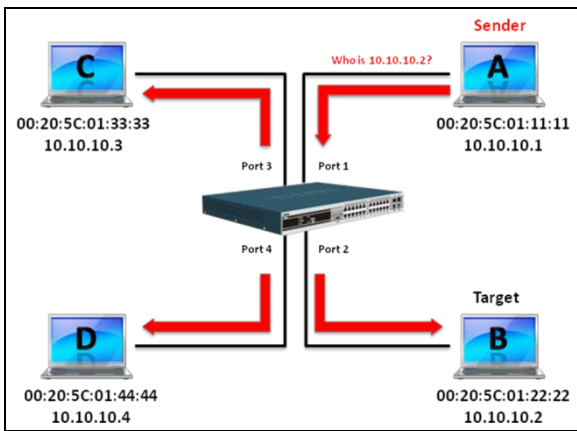 Sender
Who is 10.10.10.2?
C
A
00:20:5C:01:33:33
10.10.10.3
00:20:5C:01:11:11
10.10.10.1
Port 3
Port 1
Port 4
Port 2
Target
D
B
00:20:5C:01:44:44
10.10.10.4
00:20:5C:01:22:22
10.10.10.2